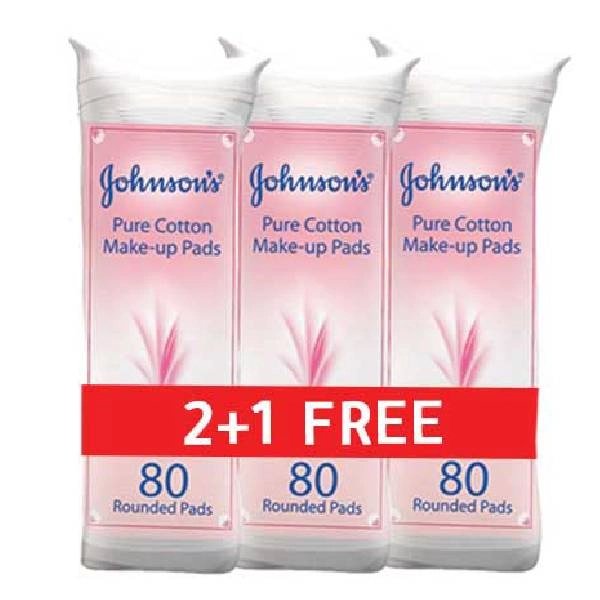 Johnson's®
Pure Cotton
Make-up Pads
Johnson's®
Pure Cotton
Make-up Pads
Johnson's®
Pure Cotton
Make-up Pads
2+1 FREE
80
Rounded Pads
80
Rounded Pads
80
Rounded Pads